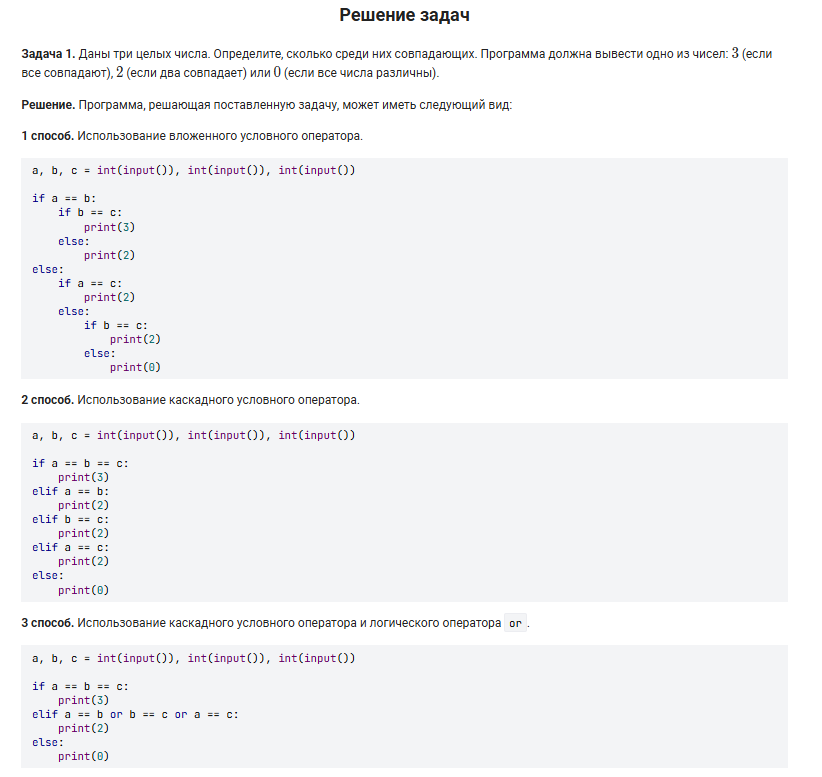 Решение задач
Задача 1. Даны три целых числа. Определите, сколько среди них совпадающих. Программа должна вывести одно из чисел: 3 (если
все совпадают), 2 (если два совпадает) или 0 (если все числа различны).
Решение. Программа, решающая поставленную задачу, может иметь следующий вид:
1 способ. Использование вложенного условного оператора.
a, b, c = int(input()), int(input()), int(input())
if a == b:
    if b == c:
        print(3)
    else:
        print(2)
else:
    if a == c:
        print(2)
    else:
        if b == c:
            print(2)
        else:
            print(0)
2 способ. Использование каскадного условного оператора.
a, b, c = int(input()), int(input()), int(input())
if a == b == c:
    print(3)
elif a == b:
    print(2)
elif b == c:
    print(2)
elif a == c:
    print(2)
else:
    print(0)
3 способ. Использование каскадного условного оператора и логического оператора or.
a, b, c = int(input()), int(input()), int(input())
if a == b == c:
    print(3)
elif a == b or b == c or a == c:
    print(2)
else:
    print(0)